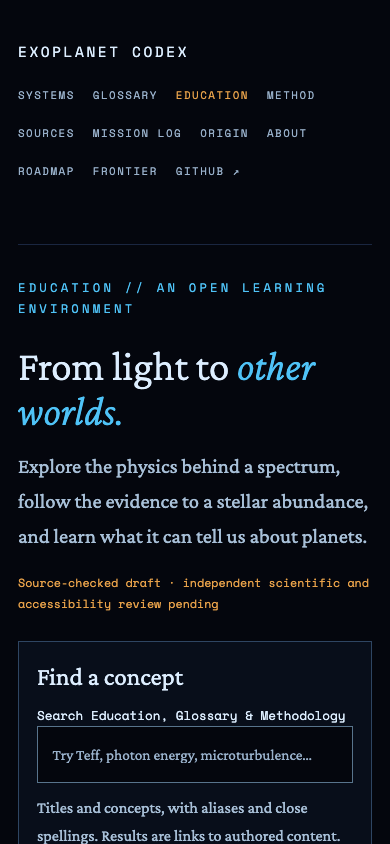 EXOPLANET CODEX
SYSTEMS GLOSSARY EDUCATION METHOD
SOURCES MISSION LOG ORIGIN ABOUT
ROADMAP FRONTIER GITHUB ↗
EDUCATION // AN OPEN LEARNING
ENVIRONMENT
From light to other
worlds.
Explore the physics behind a spectrum,
follow the evidence to a stellar abundance,
and learn what it can tell us about planets.
Source-checked draft · independent scientific and
accessibility review pending
Find a concept
Search Education, Glossary & Methodology
Try Teff, photon energy, microturbulence…
Titles and concepts, with aliases and close
spellings. Results are links to authored content.